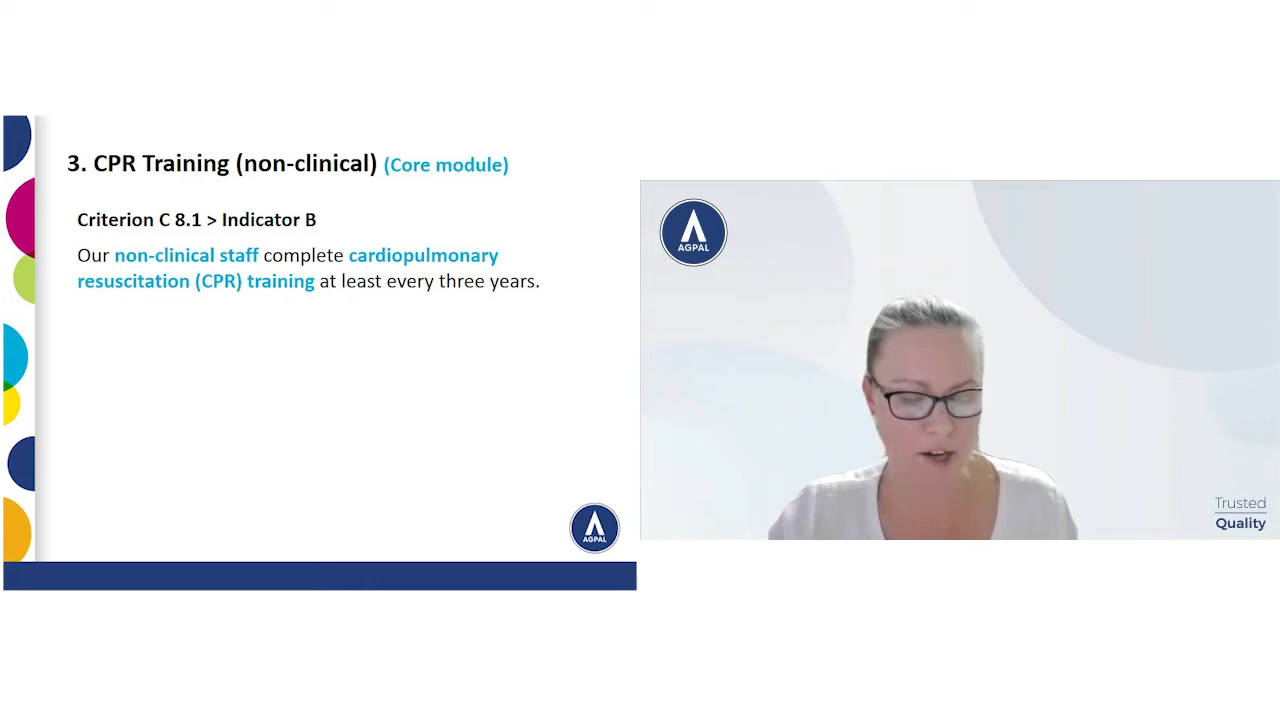 3. CPR Training (non-clinical) (Core module)
Criterion C 8.1 > Indicator B
Our non-clinical staff complete cardiopulmonary
resuscitation (CPR) training at least every three years.
AGPAL
AGPAL
Trusted
Quality